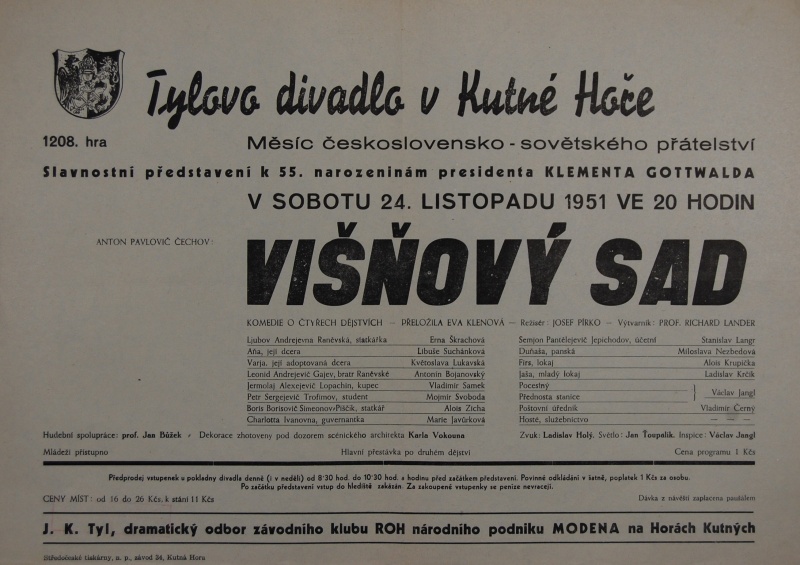 Tylovo divadlo v Kutné Hoře
1208. hra
Měsíc československo - sovětského přátelství
Slavnostní představení k 55. narozeninám presidenta KLEMENTA GOTTWALDA
V SOBOTU 24. LISTOPADU 1951 VE 20 HODIN
ANTON PAVLOVIČ ČECHOV:
VIŠŇOVÝ SAD
KOMEDIE O ČTYŘECH DĚJSTVÍCH — PŘELOŽILA EVA KLENOVÁ — Režisér: JOSEF PÍRKO — Výtvarník: PROF. RICHARD LANDER
Ljubov Andrejevna Raněvská, statkářka Erna Škrachová
Aňa, její dcera Libuše Suchánková
Varja, její adoptovaná dcera Květoslava Lukavská
Leonid Andrejevič Gajev, bratr Raněvské Antonín Bojanovský
Jermolaj Alexejevič Lopachin, kupec Vladimír Samek
Petr Sergejevič Trofimov, student Mojmír Svoboda
Boris Borisovič Simeonov-Piščik, statkář Alois Zicha
Charlotta Ivanovna, guvernantka Marie Javůrková
Semjon Pantělejevič Jepichodov, účetní Stanislav Langr
Duňaša, panská Miloslava Nezhedová
Firs, lokaj Alois Krupička
Jaša, mladý lokaj Ladislav Krčík
Pocestný
Přednosta stanice
Václav Jangl
Poštovní úředník Vladimír Černý
Hosté, služebnictvo — — —
Hudební spolupráce: prof. Jan Bůžek - Dekorace zhotoveny pod dozorem scénického architekta Karla Vokouna
Zvuk: Ladislav Holý. Světlo: Jan Ťoupalík. Inspice: Václav Jangl
Mládeži přístupno Hlavní přestávka po druhém dějství Cena programu 1 Kčs
Předprodej vstupenek u pokladny divadla denně (i v neděli) od 8·30 hod. do 10·30 hod. a hodinu před začátkem představení. Povinné odkládání v šatně, poplatek 1 Kčs za osobu.
Po začátku představení vstup do hlediště zakázán. Za zakoupené vstupenky se peníze nevracejí.
CENY MÍST: od 16 do 26 Kčs, k stání 11 Kčs
Dávka z návěští zaplacena paušálem
J. K. Tyl, dramatický odbor závodního klubu ROH národního podniku MODENA na Horách Kutných
Středočeské tiskárny, n. p., závod 34, Kutná Hora